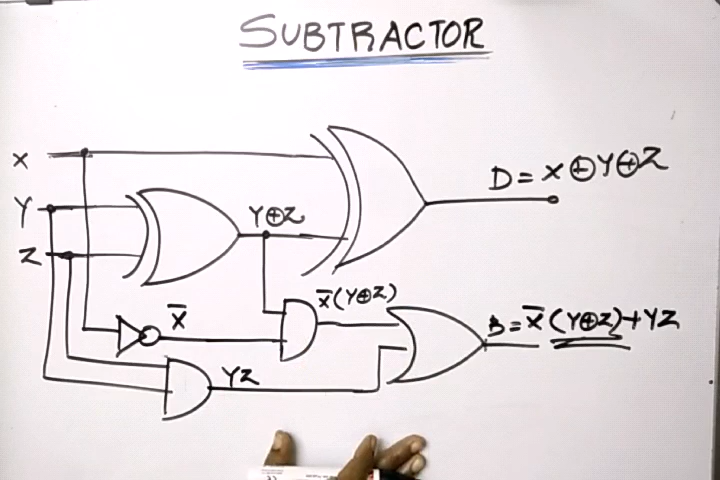 SUBTRACTOR
X
D = X ⊕ Y ⊕ Z
Y
Y⊕Z
Z
X̅
X̅(Y⊕Z)
B = X̅(Y⊕Z)+YZ
YZ